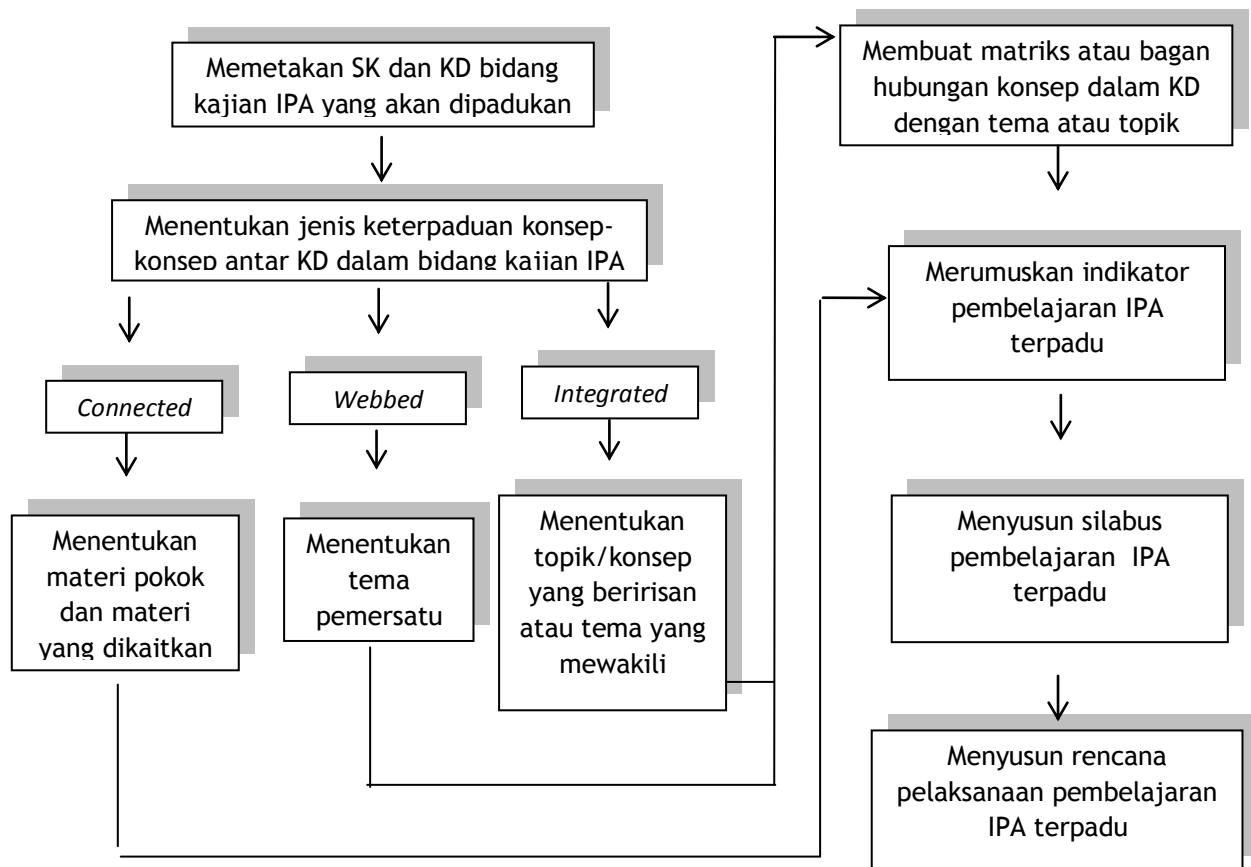 Memetakan SK dan KD bidang
kajian IPA yang akan dipadukan
Menentukan jenis keterpaduan konsep-
konsep antar KD dalam bidang kajian IPA
Connected
Webbed
Integrated
Menentukan
materi pokok
dan materi
yang dikaitkan
Menentukan
tema
pemersatu
Menentukan
topik/konsep
yang beririsan
atau tema yang
mewakili
Membuat matriks atau bagan
hubungan konsep dalam KD
dengan tema atau topik
Merumuskan indikator
pembelajaran IPA
terpadu
Menyusun silabus
pembelajaran IPA
terpadu
Menyusun rencana
pelaksanaan pembelajaran
IPA terpadu